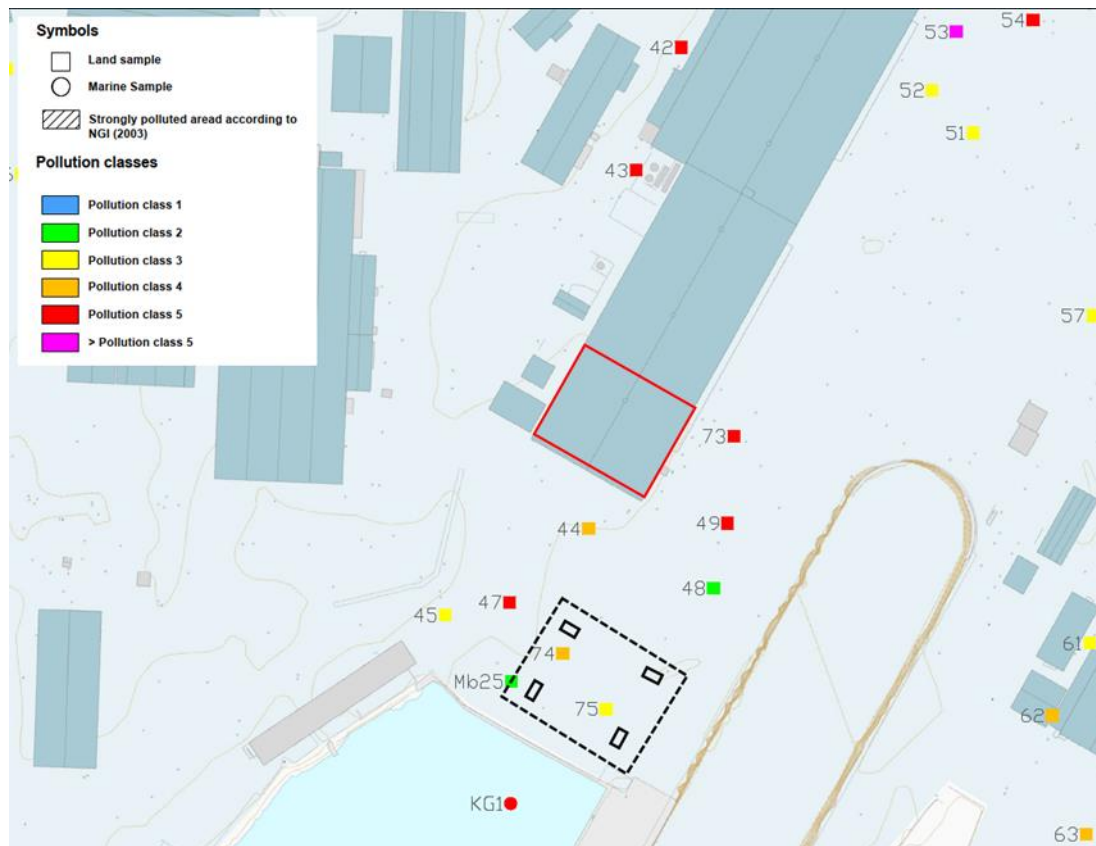 Symbols
Land sample
Marine Sample
Strongly polluted aread according to
NGI (2003)
Pollution classes
Pollution class 1
Pollution class 2
Pollution class 3
Pollution class 4
Pollution class 5
> Pollution class 5
54
53
42
52
51
43
57
73
44
49
48
47
45
61
74
Mb25
75
62
KG1
63